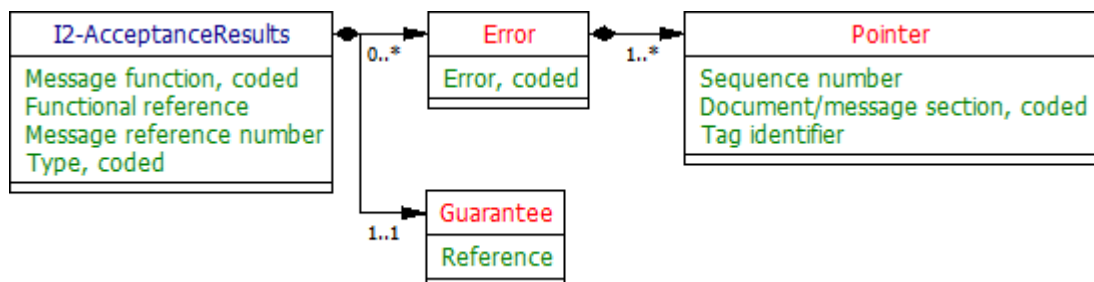 I2-AcceptanceResults
Message function, coded
Functional reference
Message reference number
Type, coded
0..*
Error
Error, coded
1..*
Pointer
Sequence number
Document/message section, coded
Tag identifier
1..1
Guarantee
Reference